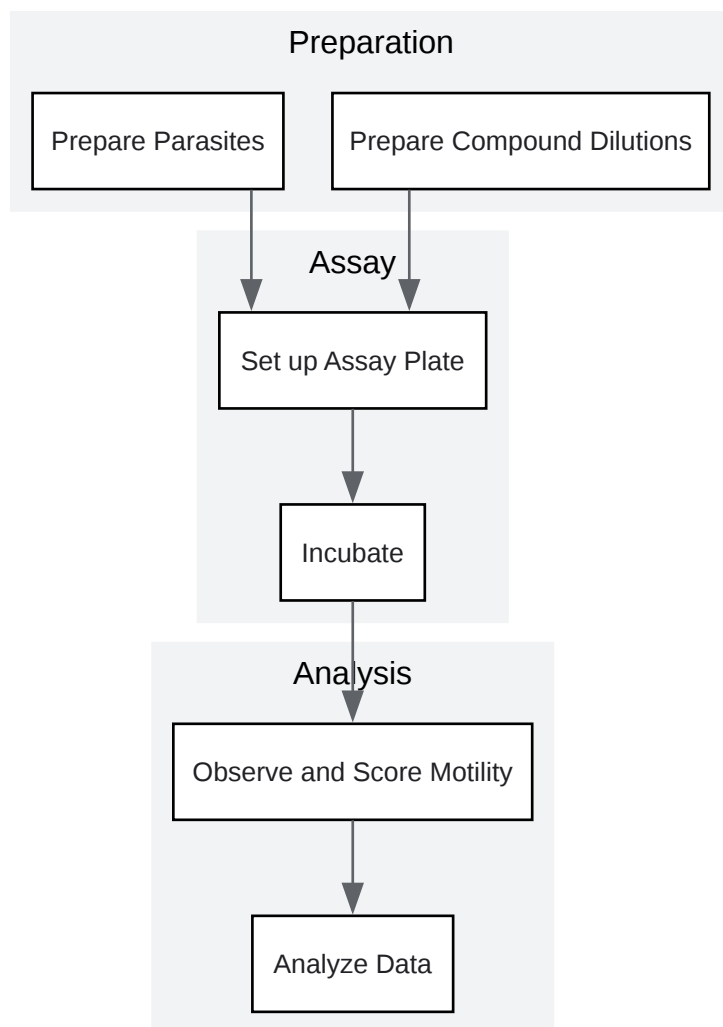 Preparation
Prepare Parasites
Prepare Compound Dilutions
Assay
Set up Assay Plate
Incubate
Analysis
Observe and Score Motility
Analyze Data